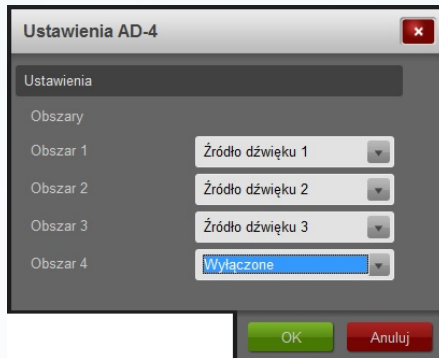 Ustawienia AD-4
Ustawienia
Obszary
Obszar 1 Źródło dźwięku 1
Obszar 2 Źródło dźwięku 2
Obszar 3 Źródło dźwięku 3
Obszar 4 Wyłączone
OK Anuluj